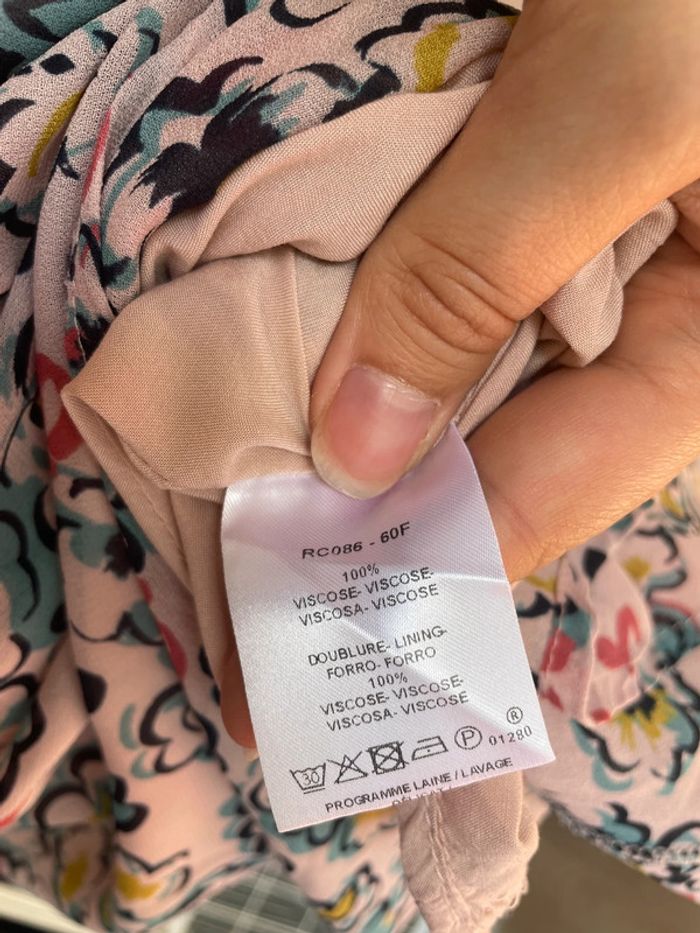 RC086 - 60F
100%
VISCOSE- VISCOSE-
VISCOSA- VISCOSE
DOUBLURE- LINING-
FORRO- FORRO
100%
VISCOSE- VISCOSE-
VISCOSA- VISCOSE
30 P ® 01280
PROGRAMME LAINE / LAVAGE
DÉLICAT